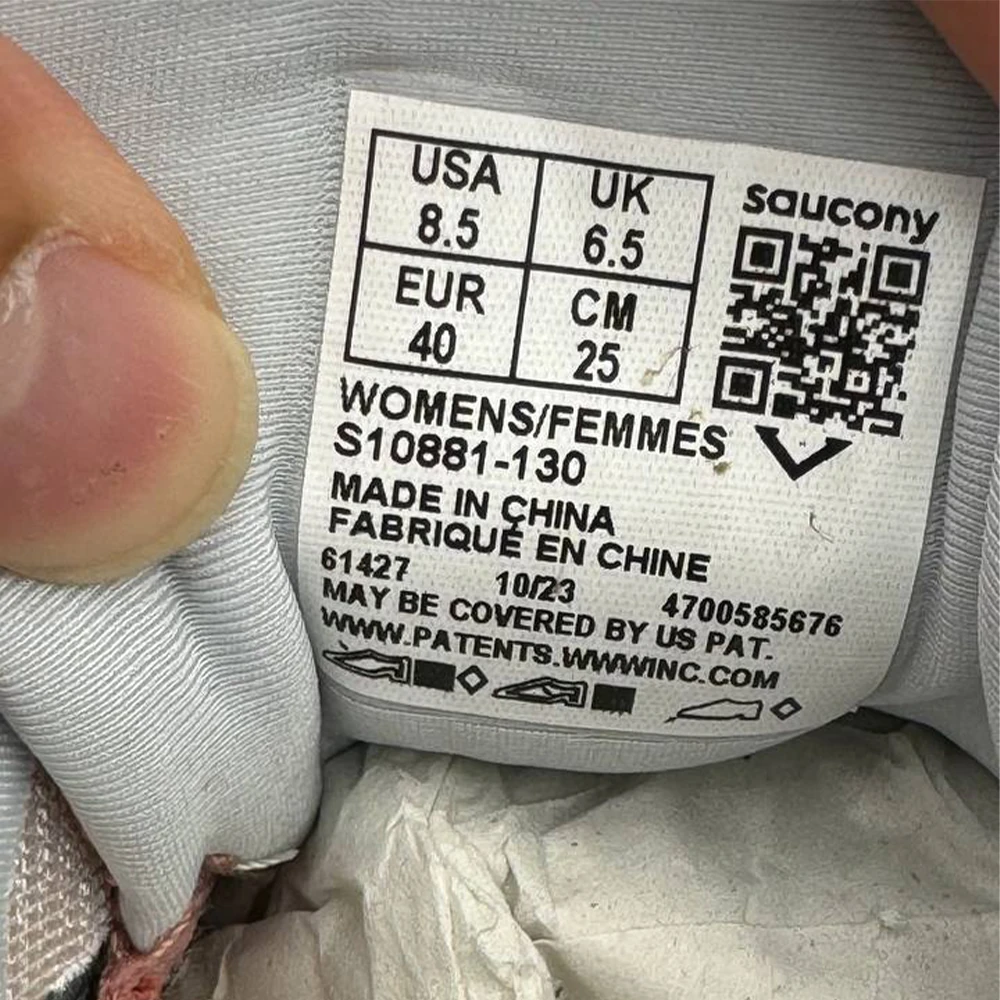 USA
8.5
UK
6.5
EUR
40
CM
25
saucony
WOMENS/FEMMES
S10881-130
MADE IN CHINA
FABRIQUÉ EN CHINE
61427 10/23 4700585676
MAY BE COVERED BY US PAT.
WWW.PATENTS.WWWINC.COM